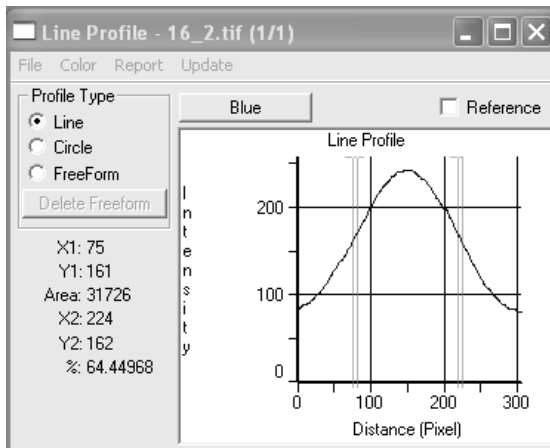 Line Profile - 16_2.tif (1/1)
File Color Report Update
Profile Type
Line
Circle
FreeForm
Delete Freeform
X1: 75
Y1: 161
Area: 31726
X2: 224
Y2: 162
%: 64.44968
Blue
Reference
Line Profile
Intensity
200
100
0
0 100 200 300
Distance (Pixel)